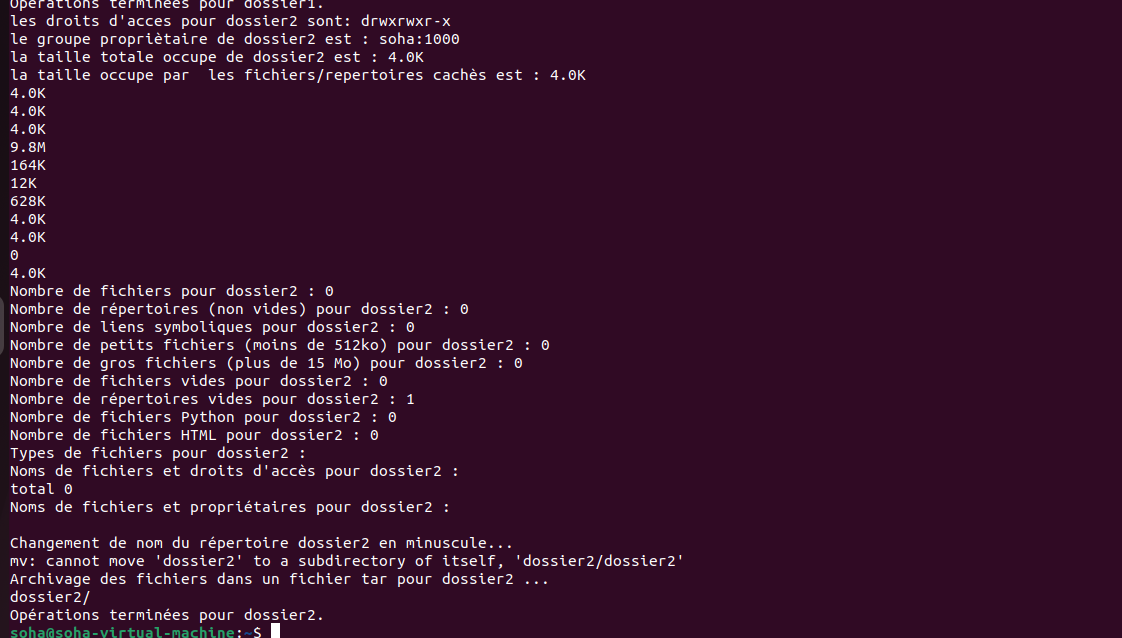 Opérations terminées pour dossier1.
les droits d'acces pour dossier2 sont: drwxrwxr-x
le groupe propriètaire de dossier2 est : soha:1000
la taille totale occupe de dossier2 est : 4.0K
la taille occupe par  les fichiers/repertoires cachès est : 4.0K
4.0K
4.0K
4.0K
9.8M
164K
12K
628K
4.0K
4.0K
0
4.0K
Nombre de fichiers pour dossier2 : 0
Nombre de répertoires (non vides) pour dossier2 : 0
Nombre de liens symboliques pour dossier2 : 0
Nombre de petits fichiers (moins de 512ko) pour dossier2 : 0
Nombre de gros fichiers (plus de 15 Mo) pour dossier2 : 0
Nombre de fichiers vides pour dossier2 : 0
Nombre de répertoires vides pour dossier2 : 1
Nombre de fichiers Python pour dossier2 : 0
Nombre de fichiers HTML pour dossier2 : 0
Types de fichiers pour dossier2 :
Noms de fichiers et droits d'accès pour dossier2 :
total 0
Noms de fichiers et propriétaires pour dossier2 :

Changement de nom du répertoire dossier2 en minuscule...
mv: cannot move 'dossier2' to a subdirectory of itself, 'dossier2/dossier2'
Archivage des fichiers dans un fichier tar pour dossier2 ...
dossier2/
Opérations terminées pour dossier2.
soha@soha-virtual-machine:~$